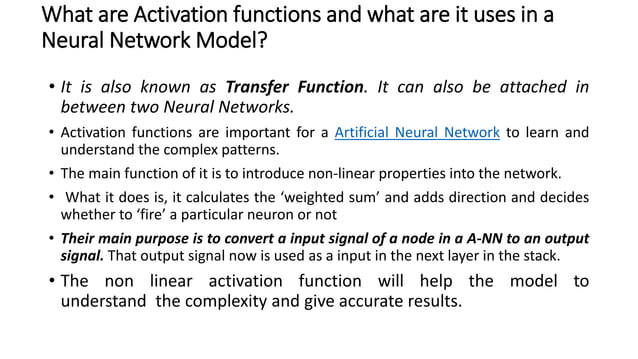 What are Activation functions and what are it uses in a
Neural Network Model?
• It is also known as Transfer Function. It can also be attached in
between two Neural Networks.
• Activation functions are important for a Artificial Neural Network to learn and
understand the complex patterns.
• The main function of it is to introduce non-linear properties into the network.
• What it does is, it calculates the ‘weighted sum’ and adds direction and decides
whether to ‘fire’ a particular neuron or not
• Their main purpose is to convert a input signal of a node in a A-NN to an output
signal. That output signal now is used as a input in the next layer in the stack.
• The non linear activation function will help the model to
understand the complexity and give accurate results.